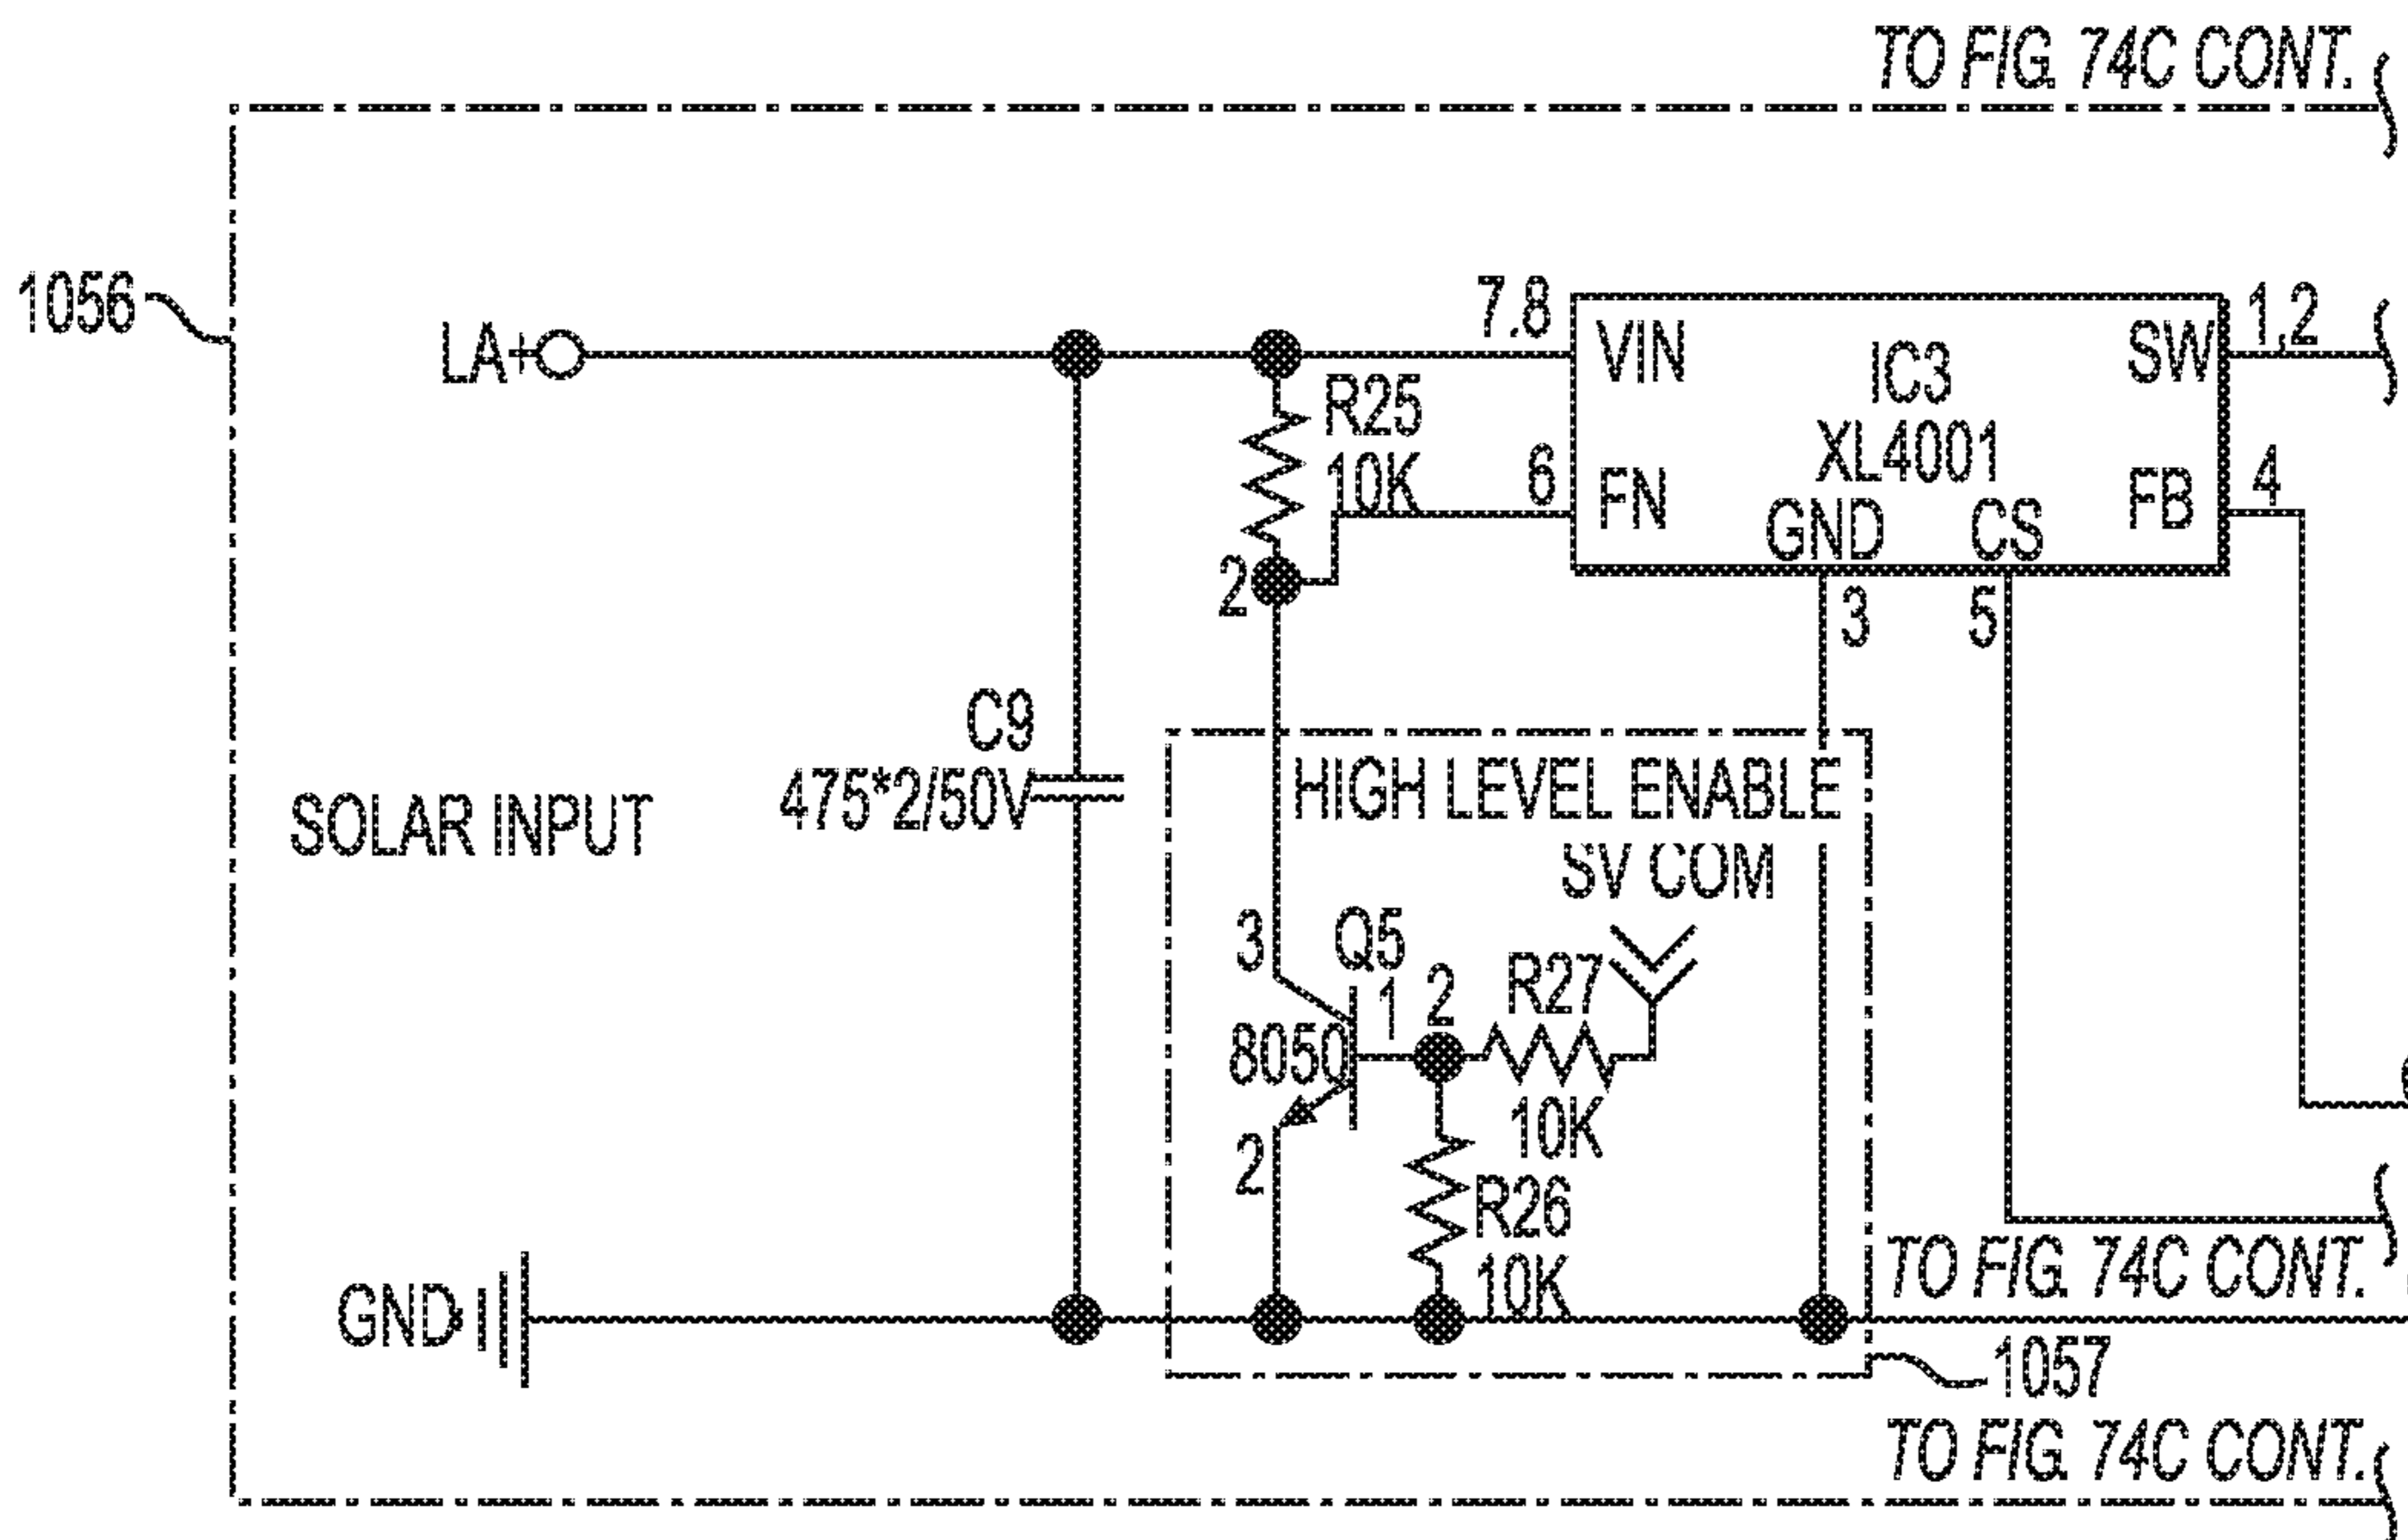 TO FIG. 74C CONT.
1056
LA+
7.8
VIN
IC3
XL4001
SW
1,2
R25
10K
6
FN
GND
CS
FB
4
2
3
5
C9
475*2/50V
SOLAR INPUT
HIGH LEVEL ENABLE
SV COM
3
Q5
1
2
R27
10K
8050
2
R26
10K
GND
TO FIG. 74C CONT.
1057
TO FIG. 74C CONT.